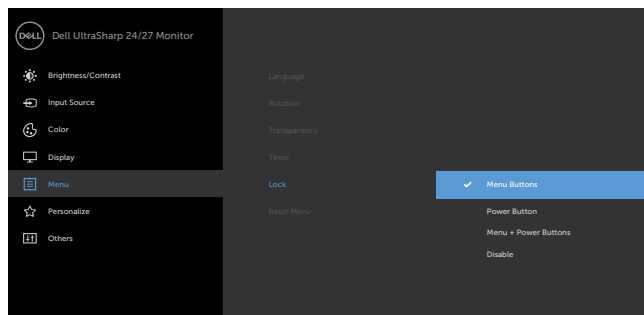 DELL
Dell UltraSharp 24/27 Monitor
Brightness/Contrast
Input Source
Color
Display
Menu
Personalize
Others
Language
Rotation
Transparency
Timer
Lock
Reset Menu
Menu Buttons
Power Button
Menu + Power Buttons
Disable